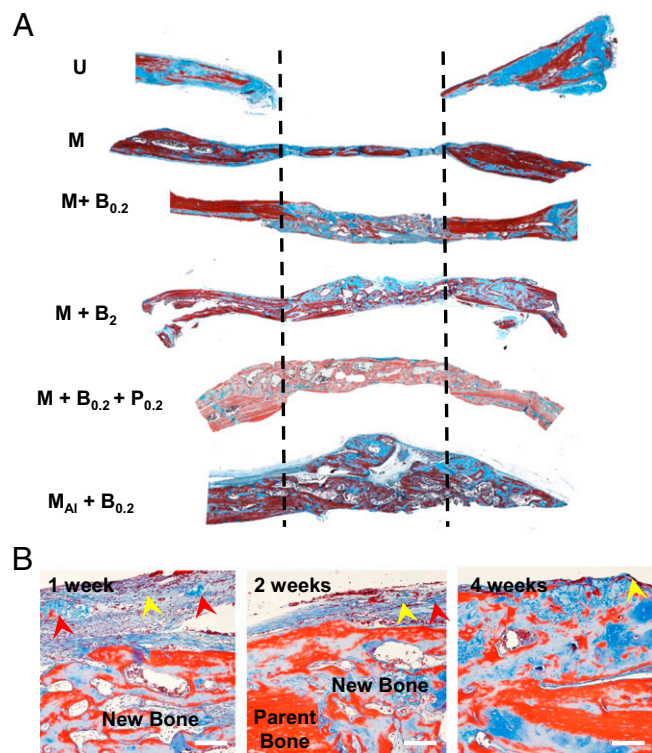 A
U
M
M+ B0.2
M + B2
M + B0.2 + P0.2
MAl + B0.2
B
1 week
2 weeks
4 weeks
New Bone
New Bone
Parent
Bone